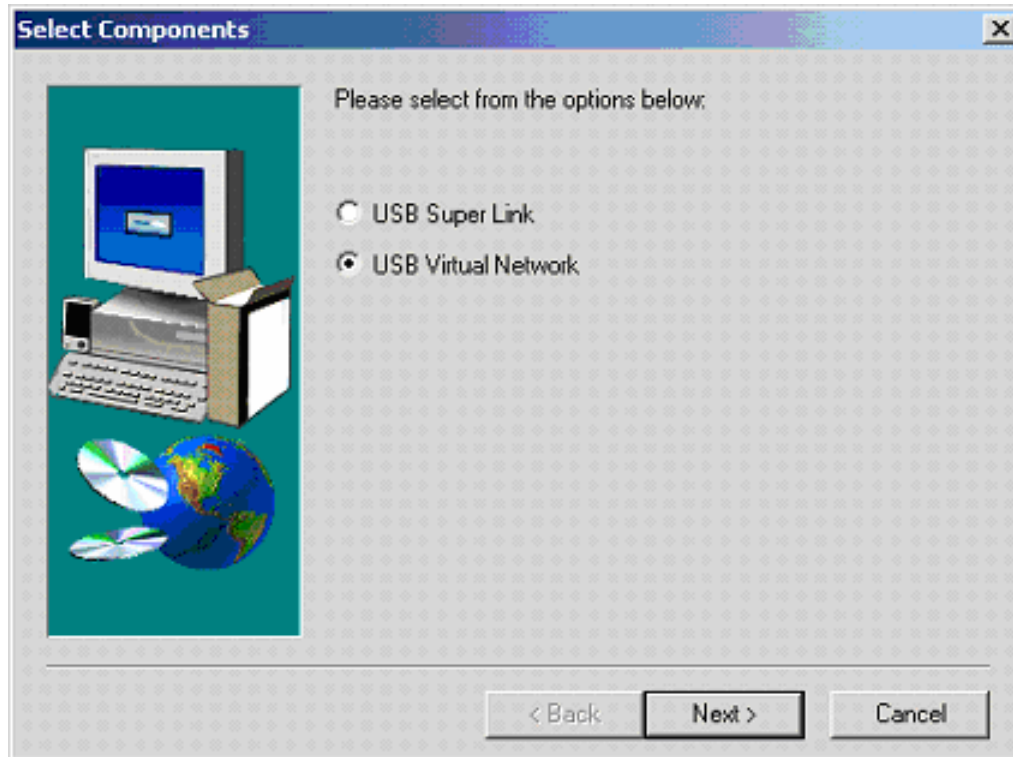 Select Components
Please select from the options below:
USB Super Link
USB Virtual Network
< Back
Next >
Cancel